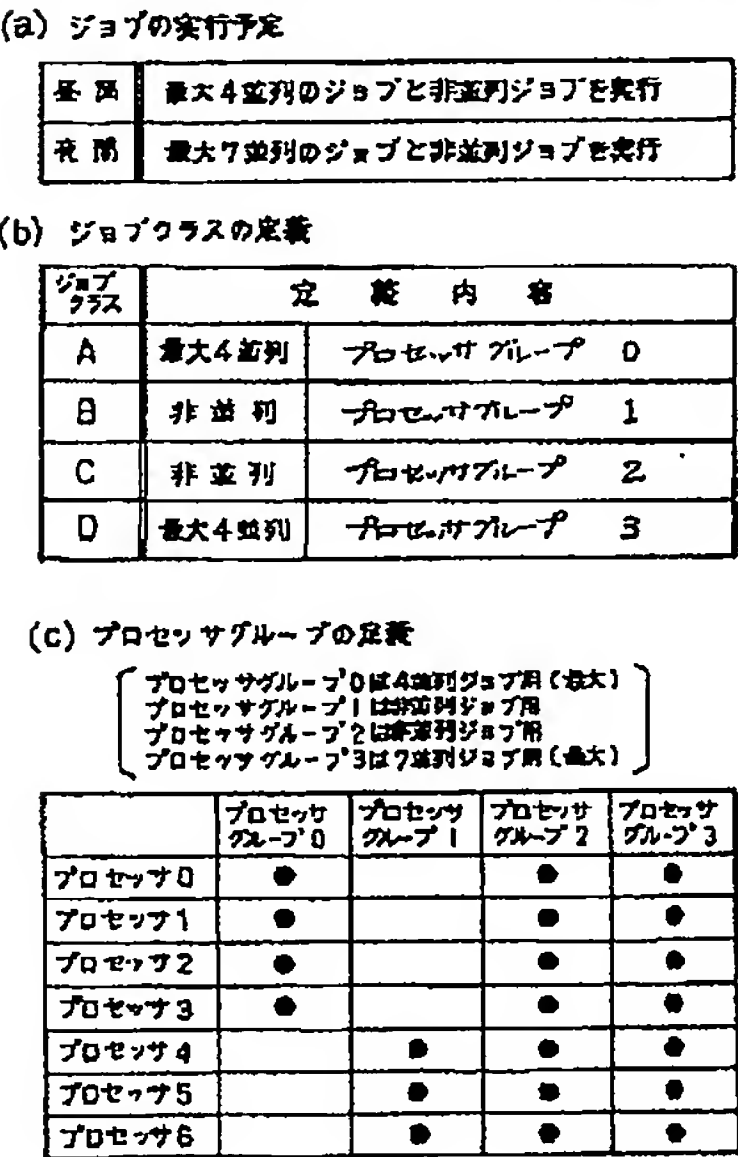 (a) ジョブの実行予定
昼間 最大4並列のジョブと非並列ジョブを実行
夜間 最大7並列のジョブと非並列ジョブを実行
(b) ジョブクラスの定義
ジョブクラス 定義内容
A 最大4並列 プロセッサグループ 0
B 非並列 プロセッサグループ 1
C 非並列 プロセッサグループ 2
D 最大4並列 プロセッサグループ 3
(c) プロセッサグループの定義
プロセッサグループ0は4並列ジョブ用(最大)
プロセッサグループ1は非並列ジョブ用
プロセッサグループ2は非並列ジョブ用
プロセッサグループ3は7並列ジョブ用(最大)
プロセッサグループ0 プロセッサグループ1 プロセッサグループ2 プロセッサグループ3
プロセッサ0 ● ● ●
プロセッサ1 ● ● ●
プロセッサ2 ● ● ●
プロセッサ3 ● ● ●
プロセッサ4 ● ● ●
プロセッサ5 ● ● ●
プロセッサ6 ● ● ●